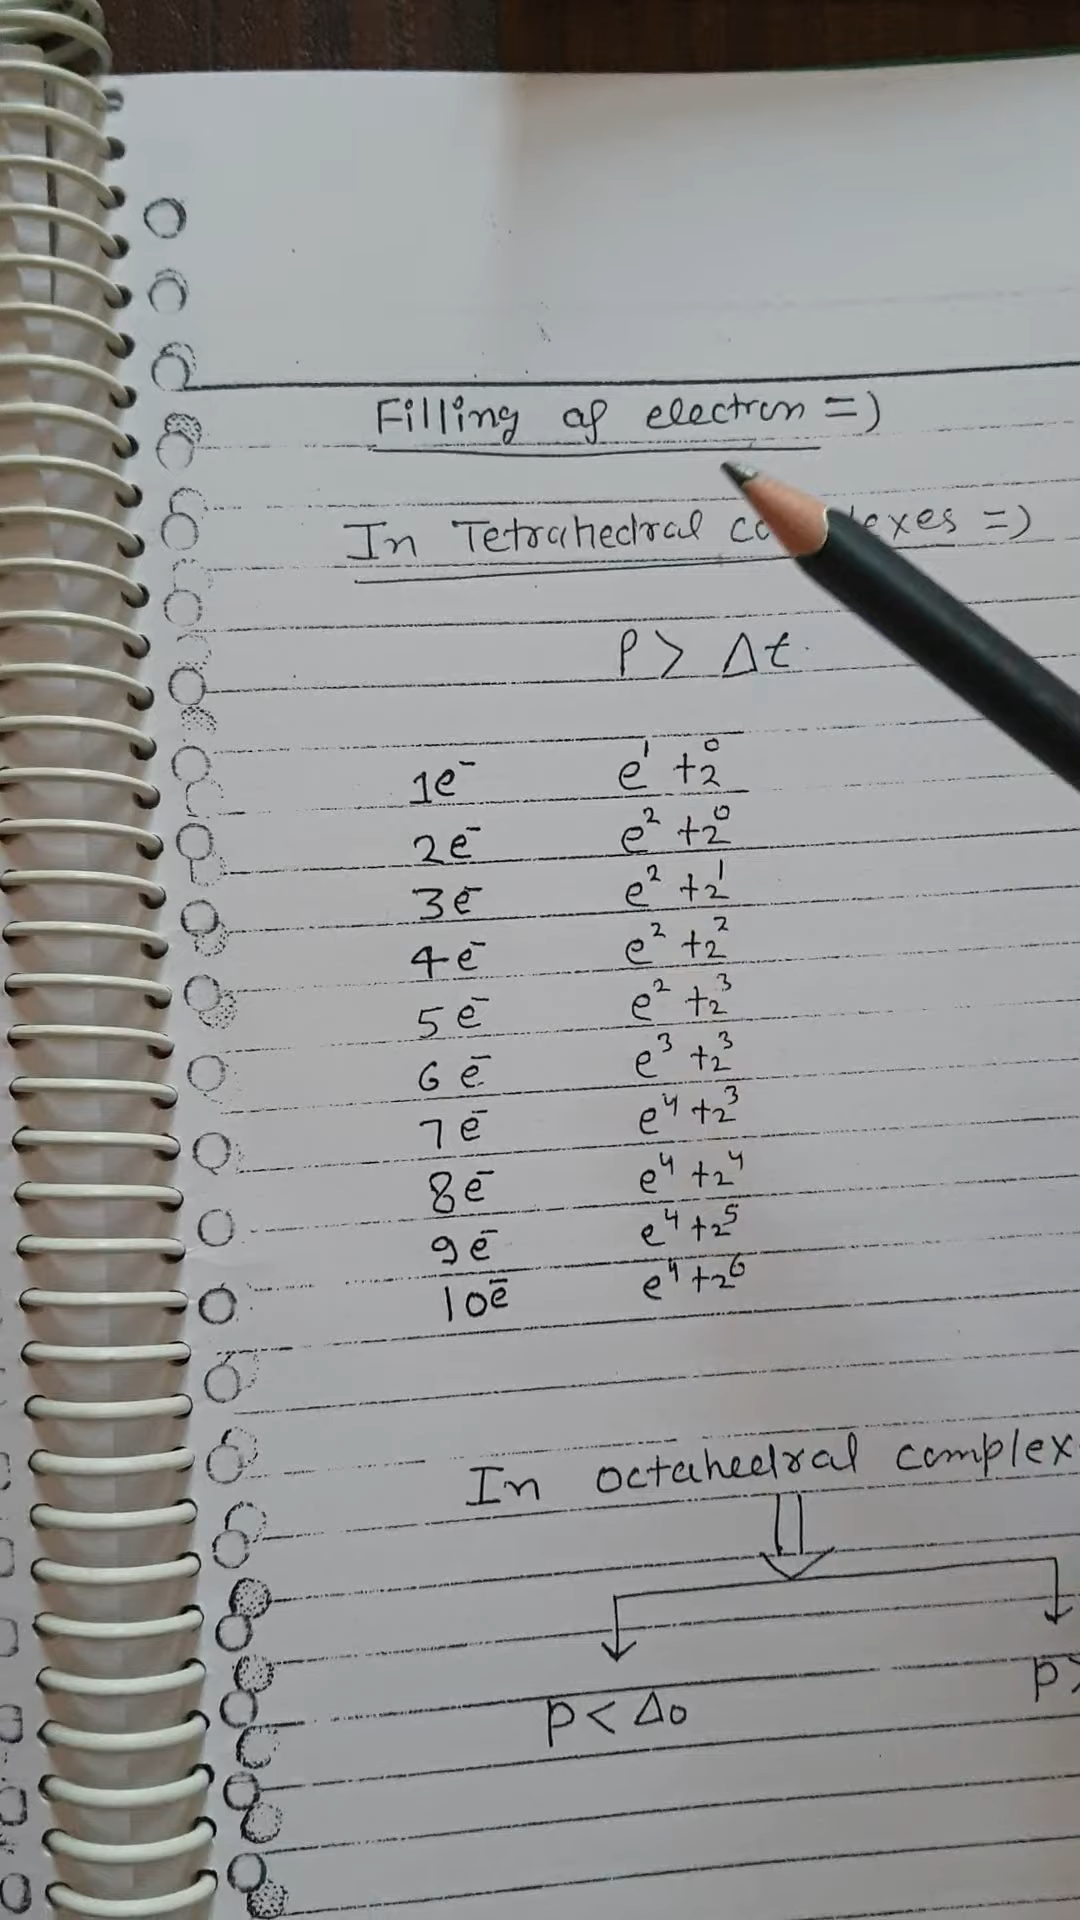 Filling of electron =)
In Tetrahedral co lexes =)
P > Δt
1e⁻ e¹ t₂⁰
2e⁻ e² t₂⁰
3e⁻ e² t₂¹
4e⁻ e² t₂²
5e⁻ e² t₂³
6e⁻ e³ t₂³
7e⁻ e⁴ t₂³
8e⁻ e⁴ t₂⁴
9e⁻ e⁴ t₂⁵
10e⁻ e⁴ t₂⁶
In octahedral complex
P < Δo P >